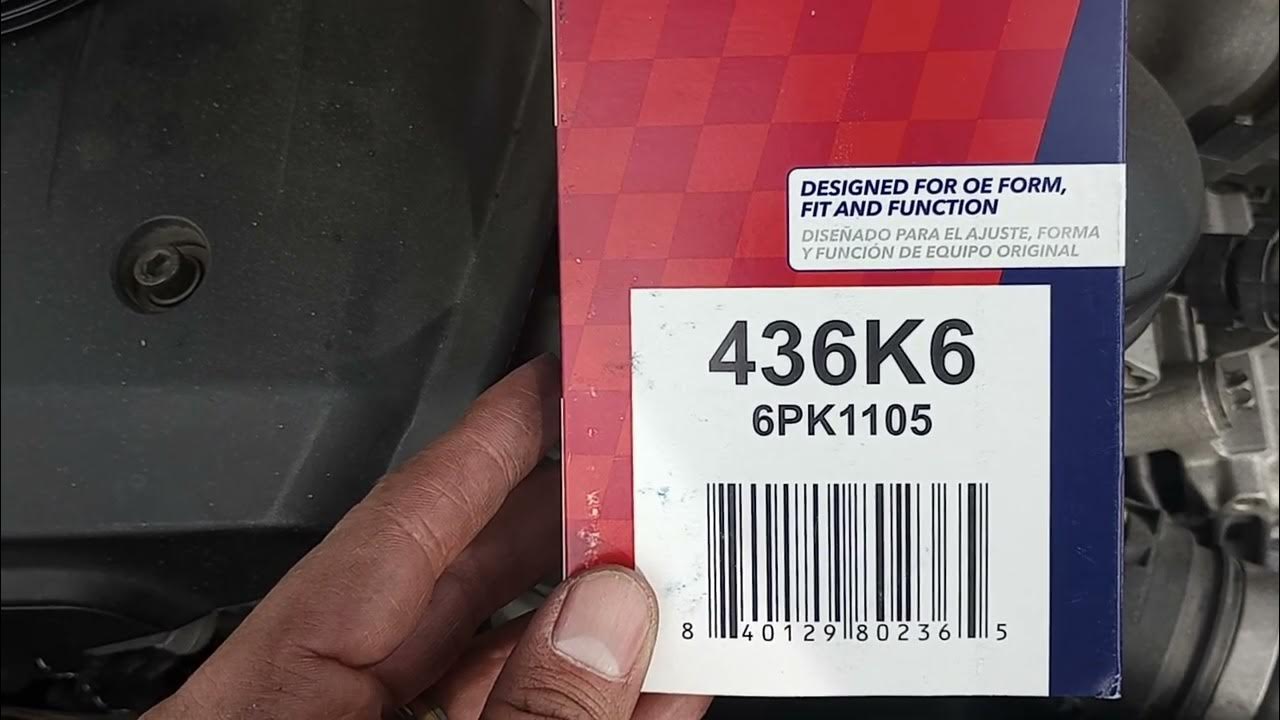 DESIGNED FOR OE FORM,
FIT AND FUNCTION
DISEÑADO PARA EL AJUSTE, FORMA
Y FUNCIÓN DE EQUIPO ORIGINAL
436K6
6PK1105
8 40129 80236 5